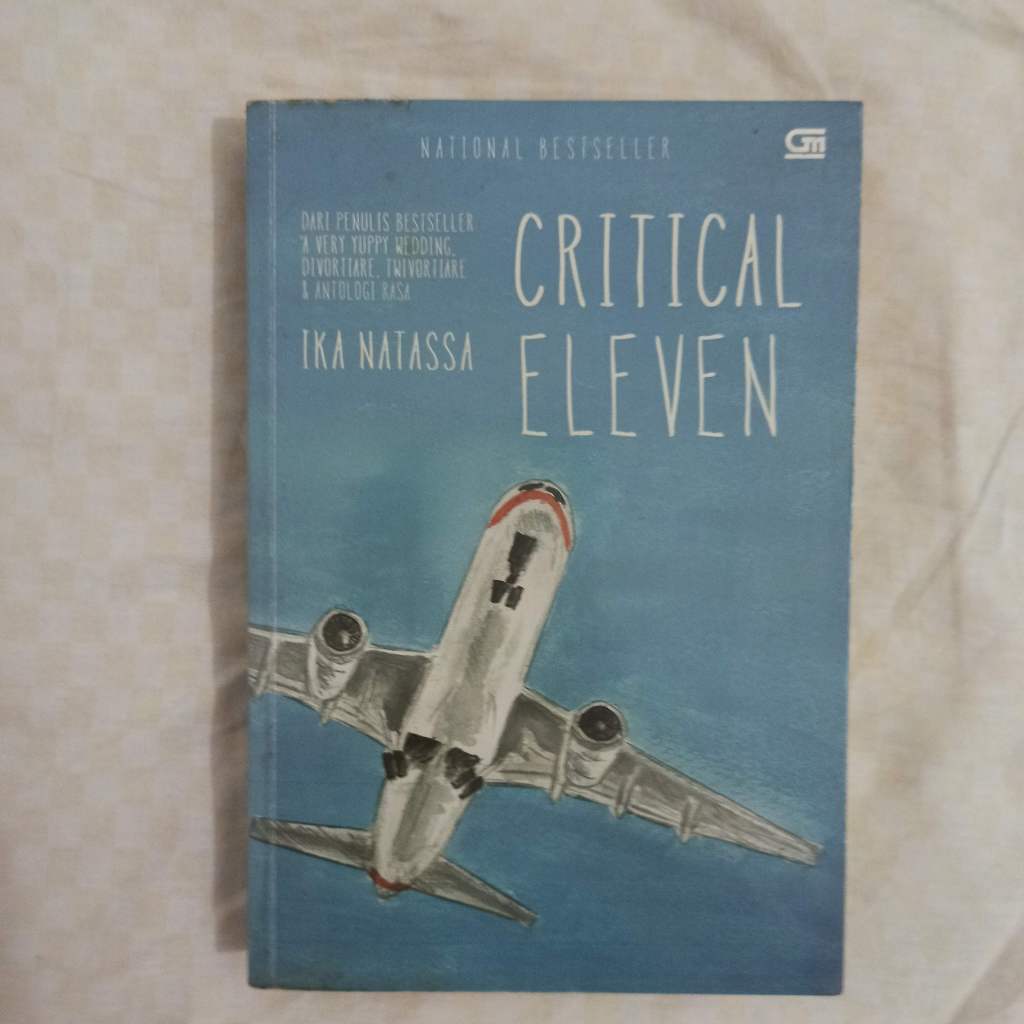 NATIONAL BESTSELLER
GM
DARI PENULIS BESTSELLER
A VERY YUPPY WEDDING,
DIVORTIARE, TWIVORTIARE
& ANTOLOGI RASA
IKA NATASSA
CRITICAL
ELEVEN